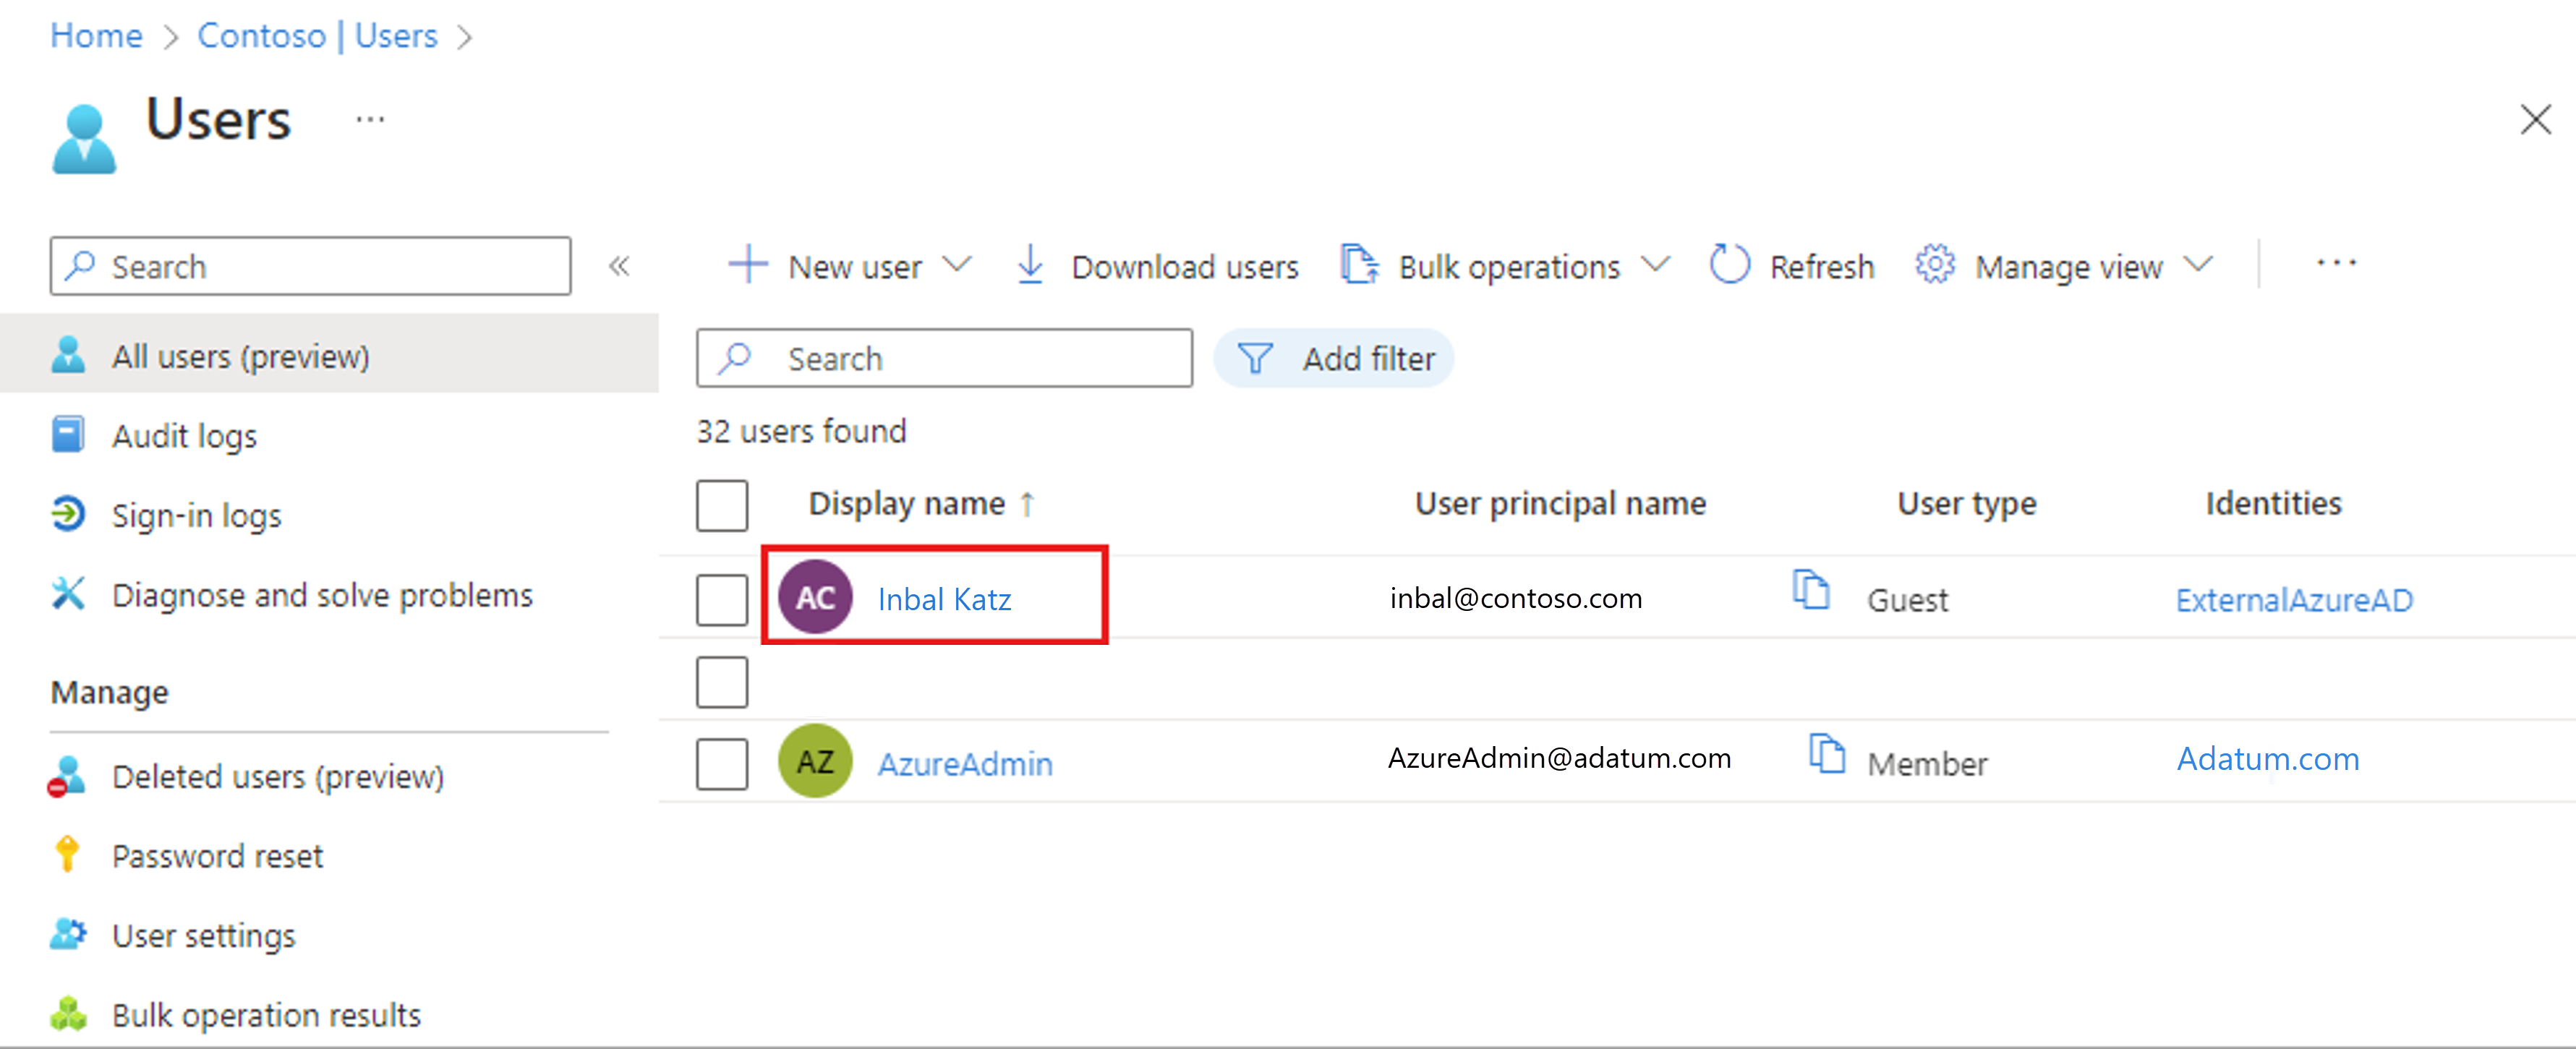 Home > Contoso | Users >
Users ...
Search «
New user Download users Bulk operations Refresh Manage view ...
All users (preview)
Audit logs
Sign-in logs
Diagnose and solve problems
Manage
Deleted users (preview)
Password reset
User settings
Bulk operation results
Search Add filter
32 users found
Display name ↑ User principal name User type Identities
AC Inbal Katz inbal@contoso.com Guest ExternalAzureAD
AZ AzureAdmin AzureAdmin@adatum.com Member Adatum.com